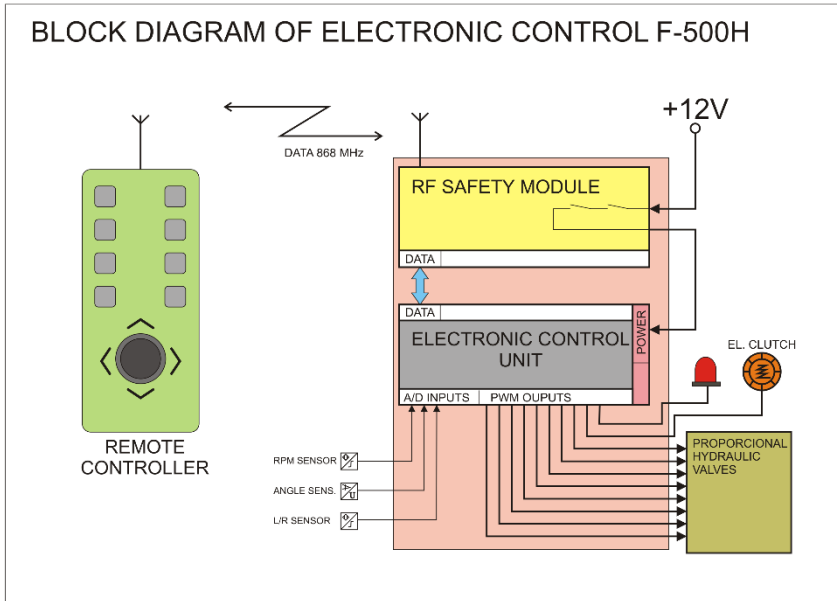 BLOCK DIAGRAM OF ELECTRONIC CONTROL F-500H
+12V
DATA 868 MHz
RF SAFETY MODULE
DATA
DATA
ELECTRONIC CONTROL
UNIT
POWER
EL. CLUTCH
A/D INPUTS
PWM OUPUTS
REMOTE
CONTROLLER
RPM SENSOR
ANGLE SENS.
L/R SENSOR
PROPORCIONAL
HYDRAULIC
VALVES